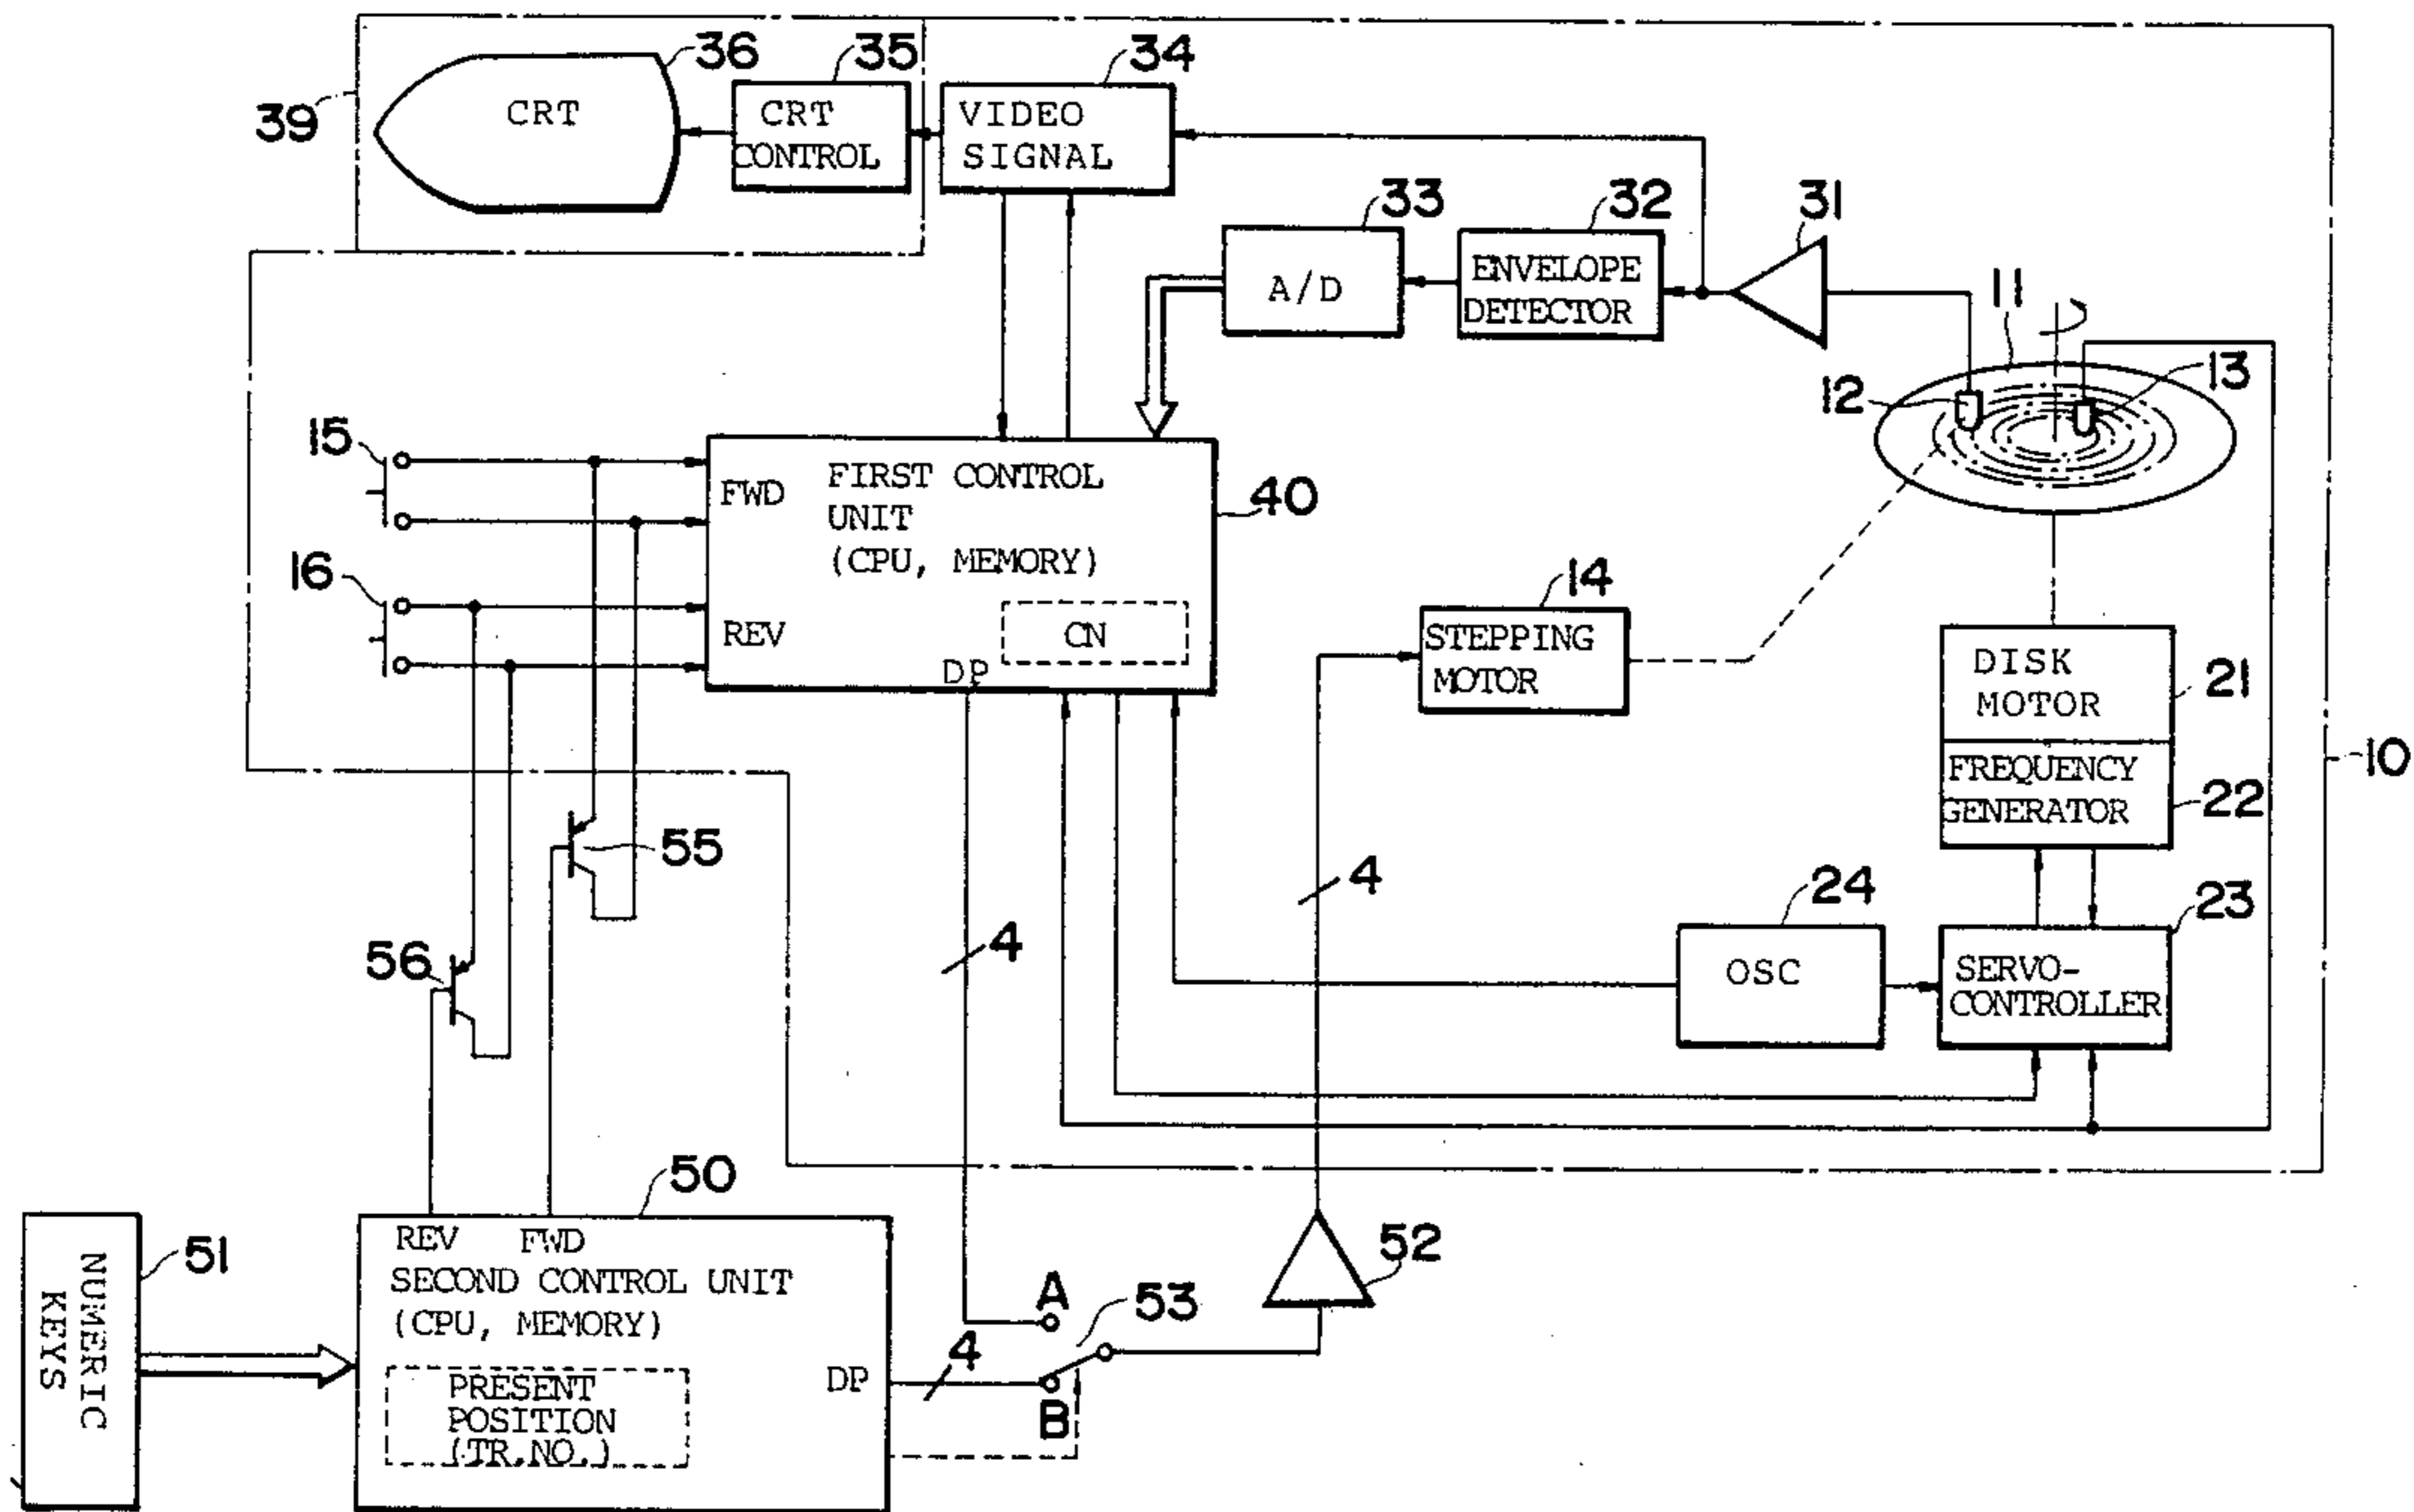 36
35
34
39
CRT
CRT
CONTROL
VIDEO
SIGNAL
33
32
31
A/D
ENVELOPE
DETECTOR
11
12
13
15
16
FWD
REV
FIRST CONTROL
UNIT
(CPU, MEMORY)
CN
DP
40
14
STEPPING
MOTOR
DISK
MOTOR
21
FREQUENCY
GENERATOR
22
10
55
56
4
4
24
OSC
23
SERVO-
CONTROLLER
50
51
NUMERIC
KEYS
REV FWD
SECOND CONTROL UNIT
(CPU, MEMORY)
PRESENT
POSITION
(TR.NO.)
DP
4
A
B
53
52